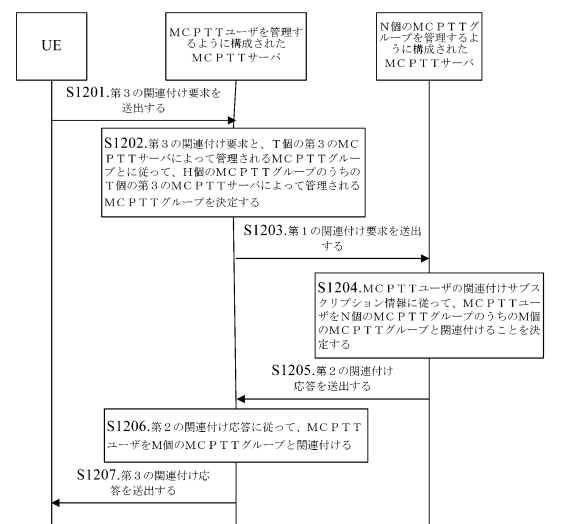 UE
MCPTTユーザを管理す
るように構成された
MCPTTサーバ
N個のMCPTTグ
ループを管理するよ
うに構成された
MCPTTサーバ
S1201.第3の関連付け要求を
送出する
S1202.第3の関連付け要求と、T個の第3のMC
PTTサーバによって管理されるMCPTTグルー
プとに従って、H個のMCPTTグループのうちの
T個の第3のMCPTTサーバによって管理される
MCPTTグループを決定する
S1203.第1の関連付け要求を送出
する
S1204.MCPTTユーザの関連付けサブス
クリプション情報に従って、MCPTTユー
ザをN個のMCPTTグループのうちのM個
のMCPTTグループと関連付けることを決
定する
S1205.第2の関連付け
応答を送出する
S1206.第2の関連付け応答に従って、MCPTT
ユーザをM個のMCPTTグループと関連付ける
S1207.第3の関連付け応
答を送出する